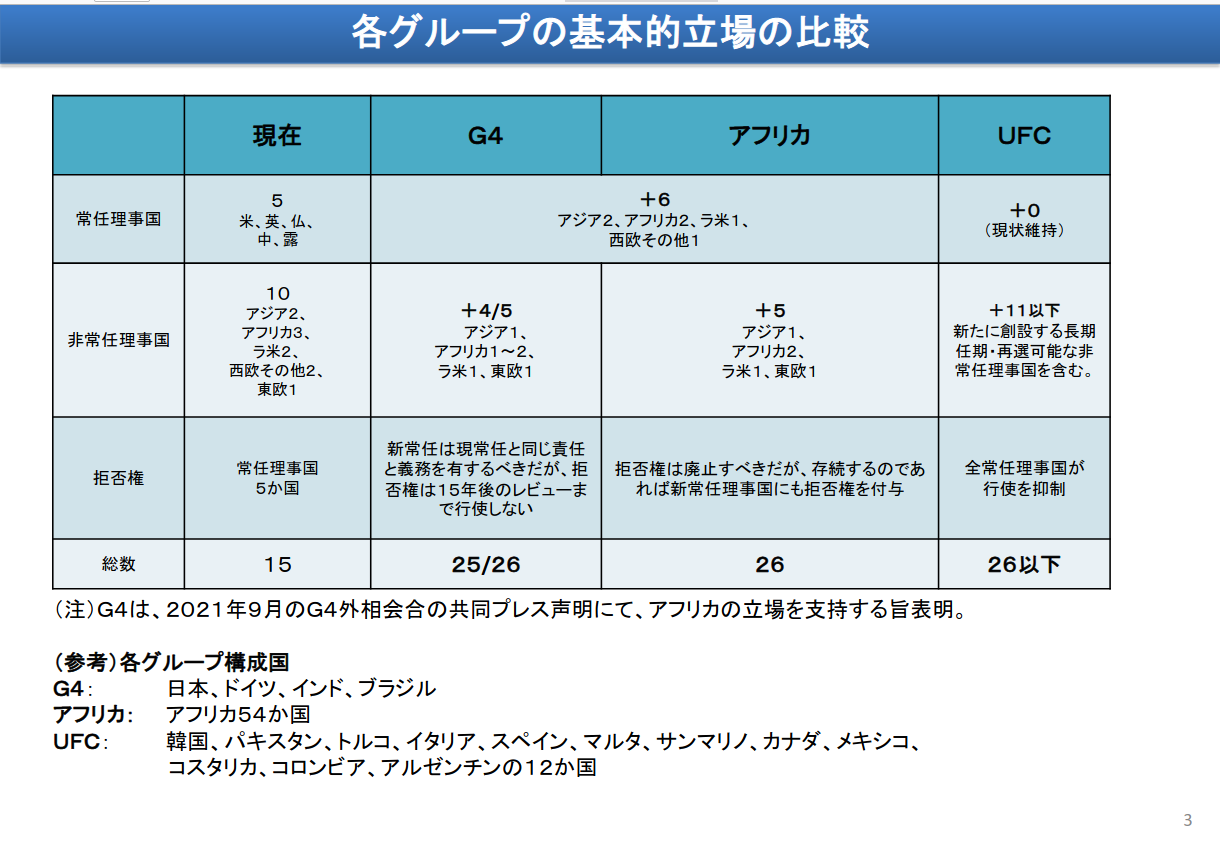 各グループの基本的立場の比較
現在
G4
アフリカ
UFC
常任理事国
5
米、英、仏、
中、露
+6
アジア2、アフリカ2、ラ米1、
西欧その他1
+0
(現状維持)
非常任理事国
10
アジア2、
アフリカ3、
ラ米2、
西欧その他2、
東欧1
+4/5
アジア1、
アフリカ1~2、
ラ米1、東欧1
+5
アジア1、
アフリカ2、
ラ米1、東欧1
+11以下
新たに創設する長期
任期・再選可能な非
常任理事国を含む。
拒否権
常任理事国
5か国
新常任は現常任と同じ責任
と義務を有するべきだが、拒
否権は15年後のレビューま
で行使しない
拒否権は廃止すべきだが、存続するのであ
れば新常任理事国にも拒否権を付与
全常任理事国が
行使を抑制
総数
15
25/26
26
26以下
(注)G4は、2021年9月のG4外相会合の共同プレス声明にて、アフリカの立場を支持する旨表明。
(参考)各グループ構成国
G4: 日本、ドイツ、インド、ブラジル
アフリカ: アフリカ54か国
UFC: 韓国、パキスタン、トルコ、イタリア、スペイン、マルタ、サンマリノ、カナダ、メキシコ、
コスタリカ、コロンビア、アルゼンチンの12か国
3